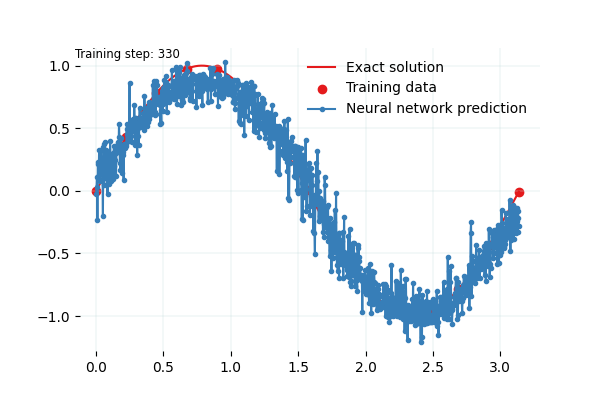 Training step: 330
Exact solution
Training data
Neural network prediction
1.0
0.5
0.0
−0.5
−1.0
0.0 0.5 1.0 1.5 2.0 2.5 3.0